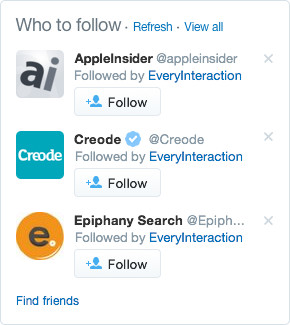 Who to follow · Refresh · View all
ai
AppleInsider @appleinsider
Followed by EveryInteraction
Follow
Creode
Creode @Creode
Followed by EveryInteraction
Follow
e.
Epiphany Search @Epiph...
Followed by EveryInteraction
Follow
Find friends